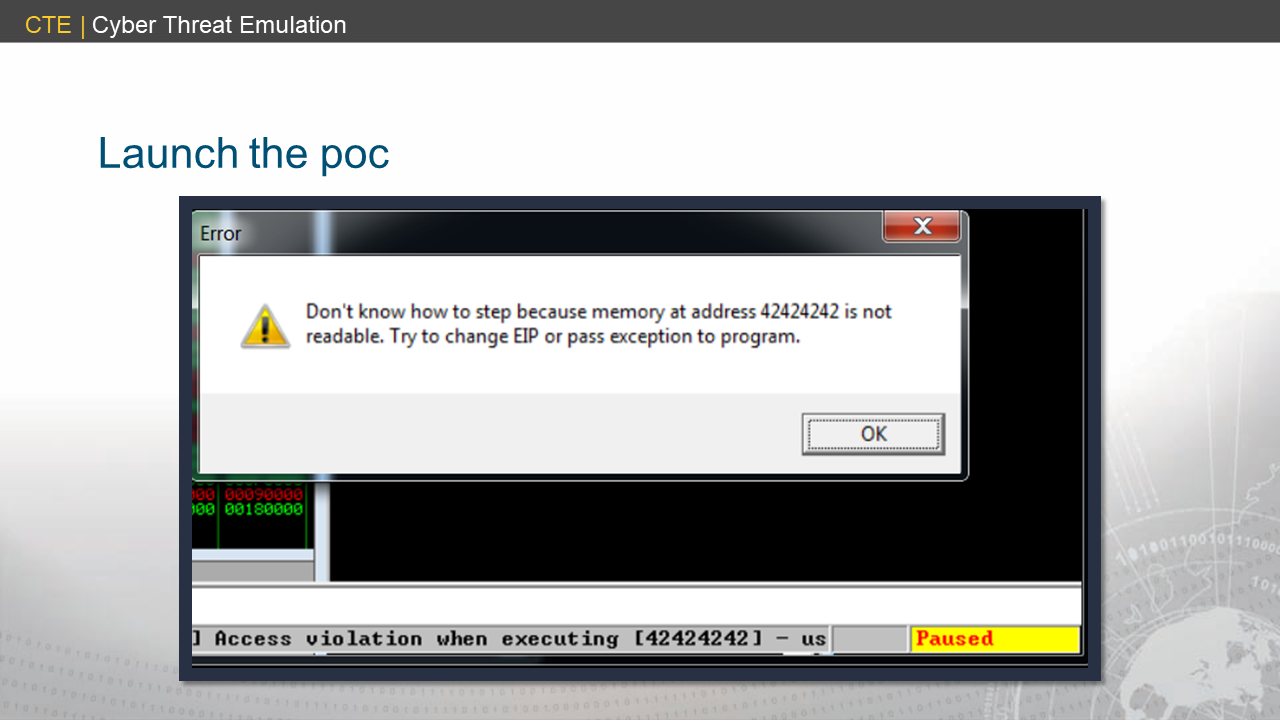 CTE | Cyber Threat Emulation
Launch the poc
Error
Don't know how to step because memory at address 42424242 is not
readable. Try to change EIP or pass exception to program.
OK
000 00090000
000 00180000
] Access violation when executing [42424242] - us
Paused